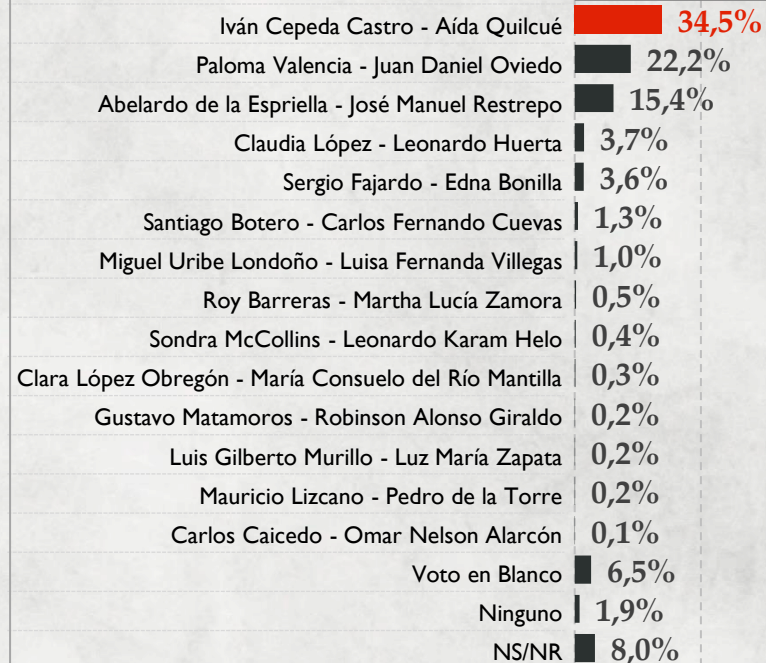 Iván Cepeda Castro - Aída Quilcué 34,5%
Paloma Valencia - Juan Daniel Oviedo 22,2%
Abelardo de la Espriella - José Manuel Restrepo 15,4%
Claudia López - Leonardo Huerta 3,7%
Sergio Fajardo - Edna Bonilla 3,6%
Santiago Botero - Carlos Fernando Cuevas 1,3%
Miguel Uribe Londoño - Luisa Fernanda Villegas 1,0%
Roy Barreras - Martha Lucía Zamora 0,5%
Sondra McCollins - Leonardo Karam Helo 0,4%
Clara López Obregón - María Consuelo del Río Mantilla 0,3%
Gustavo Matamoros - Robinson Alonso Giraldo 0,2%
Luis Gilberto Murillo - Luz María Zapata 0,2%
Mauricio Lizcano - Pedro de la Torre 0,2%
Carlos Caicedo - Omar Nelson Alarcón 0,1%
Voto en Blanco 6,5%
Ninguno 1,9%
NS/NR 8,0%